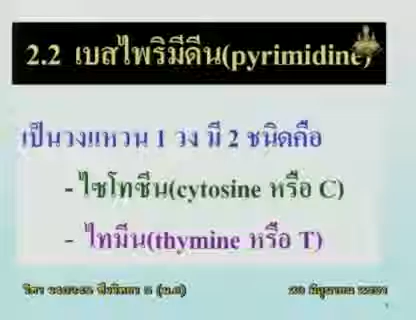 2.2 เบสไพริมีดีน(pyrimidine)
เป็นวงแหวน 1 วง มี 2 ชนิดคือ
- ไซโทซีน(cytosine หรือ C)
- ไทมีน(thymine หรือ T)